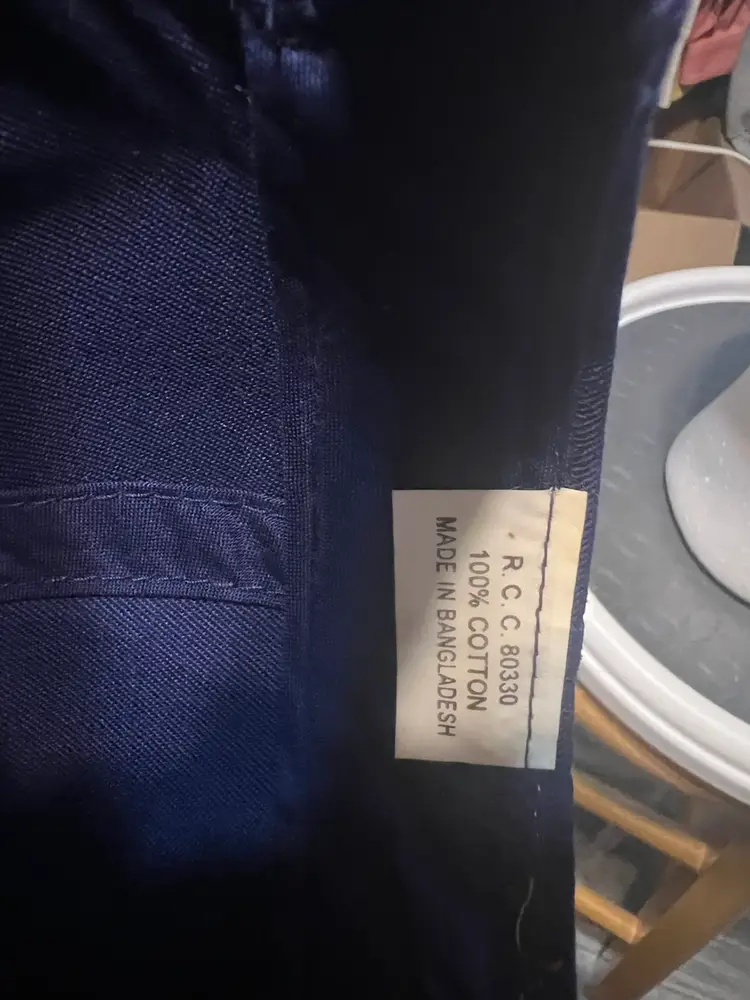 R. C. C. 80330
100% COTTON
MADE IN BANGLADESH